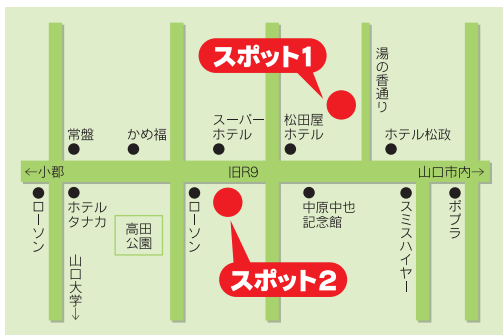 スポット1
湯の香通り
常盤
かめ福
スーパー
ホテル
松田屋
ホテル
ホテル松政
←小郡
旧R9
山口市内→
ローソン
ホテル
タナカ
高田
公園
ローソン
中原中也
記念館
スミスハイヤー
ポプラ
山口大学→
スポット2